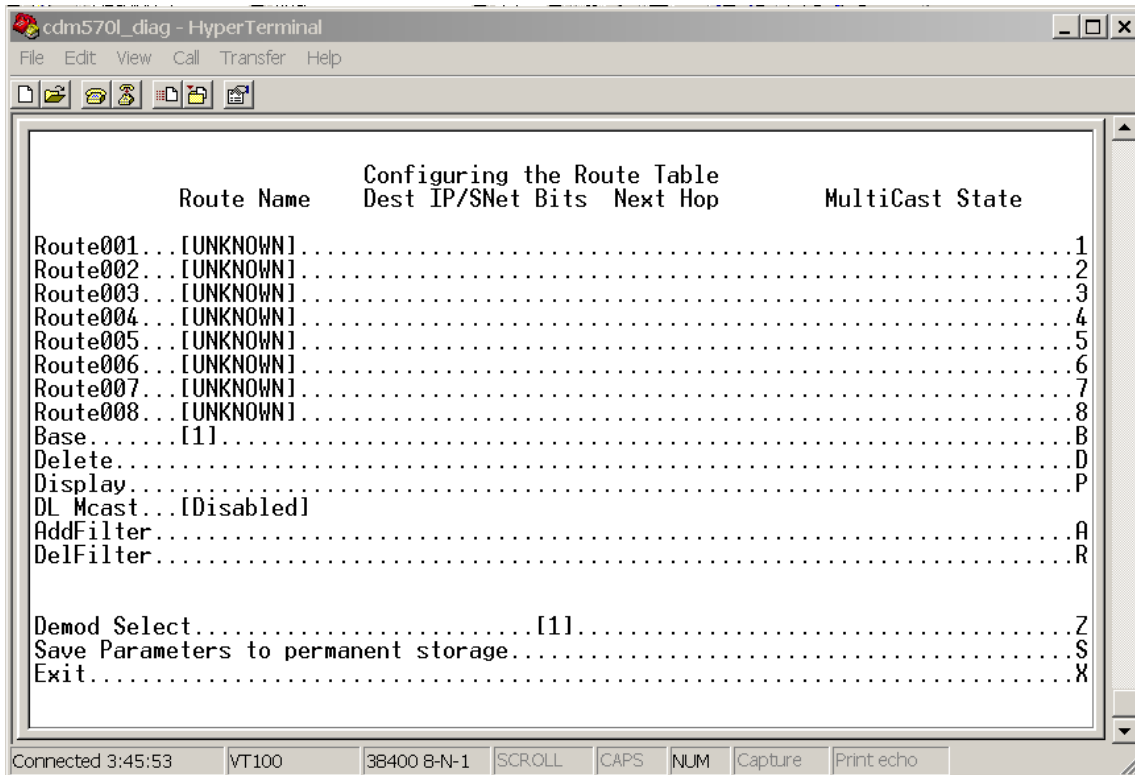 cdm570l_diag - HyperTerminal
File Edit View Call Transfer Help
Configuring the Route Table
Route Name Dest IP/SNet Bits Next Hop MultiCast State
Route001...[UNKNOWN]......................................................................1
Route002...[UNKNOWN]......................................................................2
Route003...[UNKNOWN]......................................................................3
Route004...[UNKNOWN]......................................................................4
Route005...[UNKNOWN]......................................................................5
Route006...[UNKNOWN]......................................................................6
Route007...[UNKNOWN]......................................................................7
Route008...[UNKNOWN]......................................................................8
Base.......[1]............................................................................B
Delete....................................................................................D
Display...................................................................................P
DL Mcast...[Disabled]
AddFilter.................................................................................A
DelFilter.................................................................................R
Demod Select..........................[1]..............................................Z
Save Parameters to permanent storage...................................................S
Exit......................................................................................X
Connected 3:45:53 VT100 38400 8-N-1 SCROLL CAPS NUM Capture Print echo